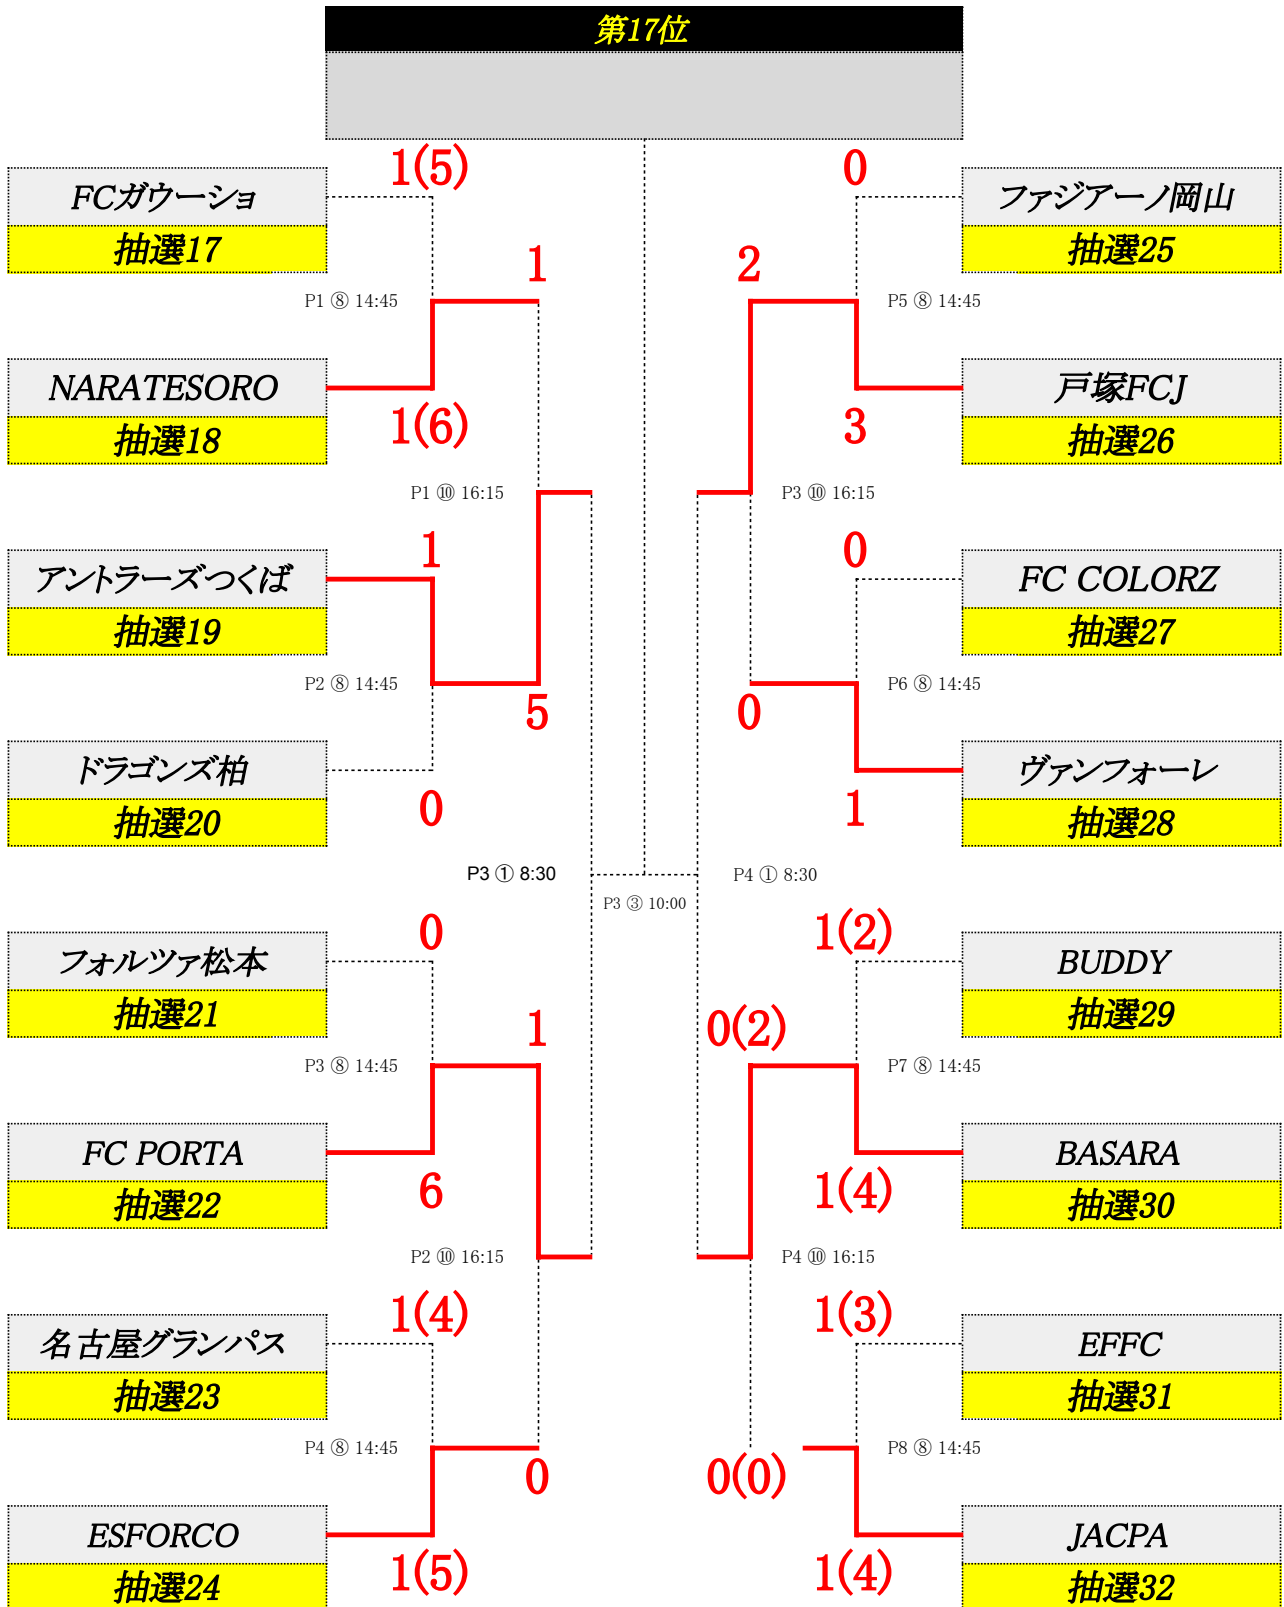 第17位
1(5)
0
FCガウーショ
ファジアーノ岡山
抽選17
抽選25
1
2
P1 ⑧ 14:45
P5 ⑧ 14:45
NARATESORO
戸塚FCJ
1(6)
3
抽選18
抽選26
P1 ⑩ 16:15
P3 ⑩ 16:15
1
0
アントラーズつくば
FC COLORZ
抽選19
抽選27
P2 ⑧ 14:45
P6 ⑧ 14:45
5
0
ドラゴンズ柏
ヴァンフォーレ
0
1
抽選20
抽選28
P3 ① 8:30
P4 ① 8:30
P3 ③ 10:00
0
1(2)
フォルツァ松本
BUDDY
抽選21
抽選29
1
0(2)
P3 ⑧ 14:45
P7 ⑧ 14:45
FC PORTA
BASARA
6
1(4)
抽選22
抽選30
P2 ⑩ 16:15
P4 ⑩ 16:15
1(4)
1(3)
名古屋グランパス
EFFC
抽選23
抽選31
P4 ⑧ 14:45
P8 ⑧ 14:45
0
0(0)
ESFORCO
JACPA
1(5)
1(4)
抽選24
抽選32